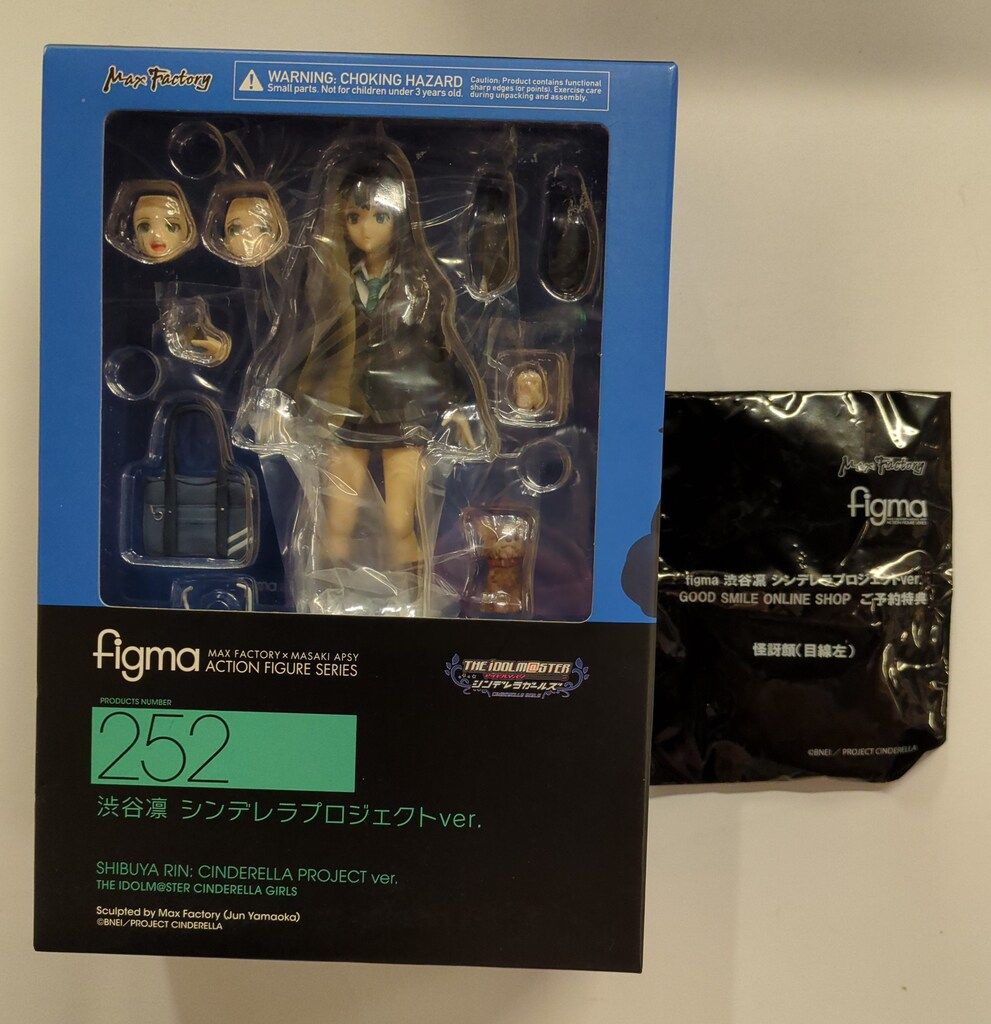 Max Factory
WARNING: CHOKING HAZARD
Small parts. Not for children under 3 years old.
Caution: Product contains functional
sharp edges (or points). Exercise care
during unpacking and assembly.
figma
MAX FACTORY × MASAKI APSY
ACTION FIGURE SERIES
THE IDOLM@STER
シンデレラガールズ
CINDERELLA GIRLS
PRODUCTS NUMBER
252
渋谷凛 シンデレラプロジェクトver.
SHIBUYA RIN: CINDERELLA PROJECT ver.
THE IDOLM@STER CINDERELLA GIRLS
Sculpted by Max Factory (Jun Yamaoka)
©BNEI／PROJECT CINDERELLA
Max Factory
figma
ACTION FIGURE SERIES
figma 渋谷凛 シンデレラプロジェクトver.
GOOD SMILE ONLINE SHOP ご予約特典
怪訝顔(目線左)
©BNEI／PROJECT CINDERELLA